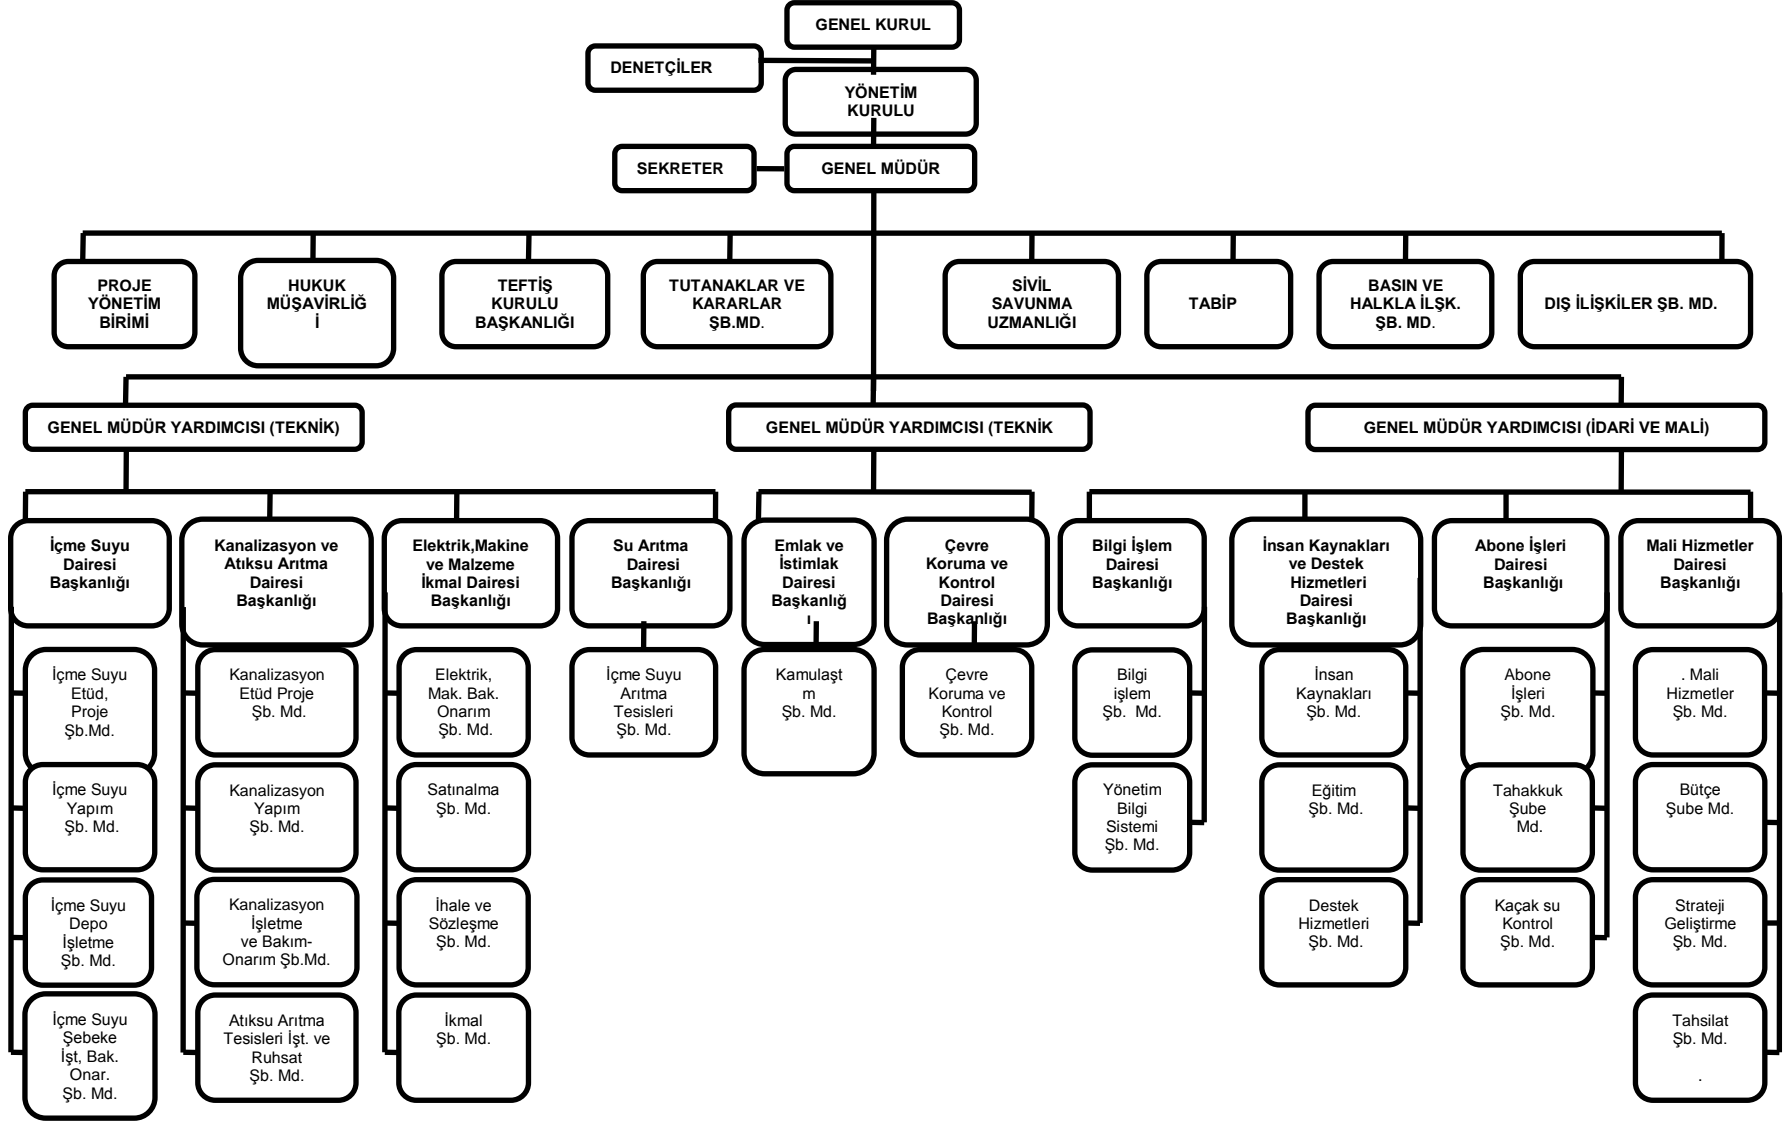 GENEL KURUL
DENETÇİLER
YÖNETİM
KURULU
SEKRETER
GENEL MÜDÜR
PROJE
YÖNETİM
BİRİMİ
HUKUK
MÜŞAVİRLİĞ
İ
TEFTİŞ
KURULU
BAŞKANLIĞI
TUTANAKLAR VE
KARARLAR
ŞB.MD.
SİVİL
SAVUNMA
UZMANLIĞI
TABİP
BASIN VE
HALKLA İLŞK.
ŞB. MD.
DIŞ İLİŞKİLER ŞB. MD.
GENEL MÜDÜR YARDIMCISI (TEKNİK)
GENEL MÜDÜR YARDIMCISI (TEKNİK
GENEL MÜDÜR YARDIMCISI (İDARİ VE MALİ)
İçme Suyu
Dairesi
Başkanlığı
Kanalizasyon ve
Atıksu Arıtma
Dairesi
Başkanlığı
Elektrik,Makine
ve Malzeme
İkmal Dairesi
Başkanlığı
Su Arıtma
Dairesi
Başkanlığı
Emlak ve
İstimlak
Dairesi
Başkanlığ
ı
Çevre
Koruma ve
Kontrol
Dairesi
Başkanlığı
Bilgi İşlem
Dairesi
Başkanlığı
İnsan Kaynakları
ve Destek
Hizmetleri
Dairesi
Başkanlığı
Abone İşleri
Dairesi
Başkanlığı
Mali Hizmetler
Dairesi
Başkanlığı
İçme Suyu
Etüd,
Proje
Şb.Md.
Kanalizasyon
Etüd Proje
Şb. Md.
Elektrik,
Mak. Bak.
Onarım
Şb. Md.
İçme Suyu
Arıtma
Tesisleri
Şb. Md.
Kamulaşt
m
Şb. Md.
Çevre
Koruma ve
Kontrol
Şb. Md.
Bilgi
işlem
Şb. Md.
İnsan
Kaynakları
Şb. Md.
Abone
İşleri
Şb. Md.
. Mali
Hizmetler
Şb. Md.
İçme Suyu
Yapım
Şb. Md.
Kanalizasyon
Yapım
Şb. Md.
Satınalma
Şb. Md.
Yönetim
Bilgi
Sistemi
Şb. Md.
Eğitim
Şb. Md.
Tahakkuk
Şube
Md.
Bütçe
Şube Md.
İçme Suyu
Depo
İşletme
Şb. Md.
Kanalizasyon
İşletme
ve Bakım-
Onarım Şb.Md.
İhale ve
Sözleşme
Şb. Md.
Destek
Hizmetleri
Şb. Md.
Kaçak su
Kontrol
Şb. Md.
Strateji
Geliştirme
Şb. Md.
İçme Suyu
Şebeke
İşt, Bak.
Onar.
Şb. Md.
Atıksu Arıtma
Tesisleri İşt. ve
Ruhsat
Şb. Md.
İkmal
Şb. Md.
Tahsilat
Şb. Md.
.